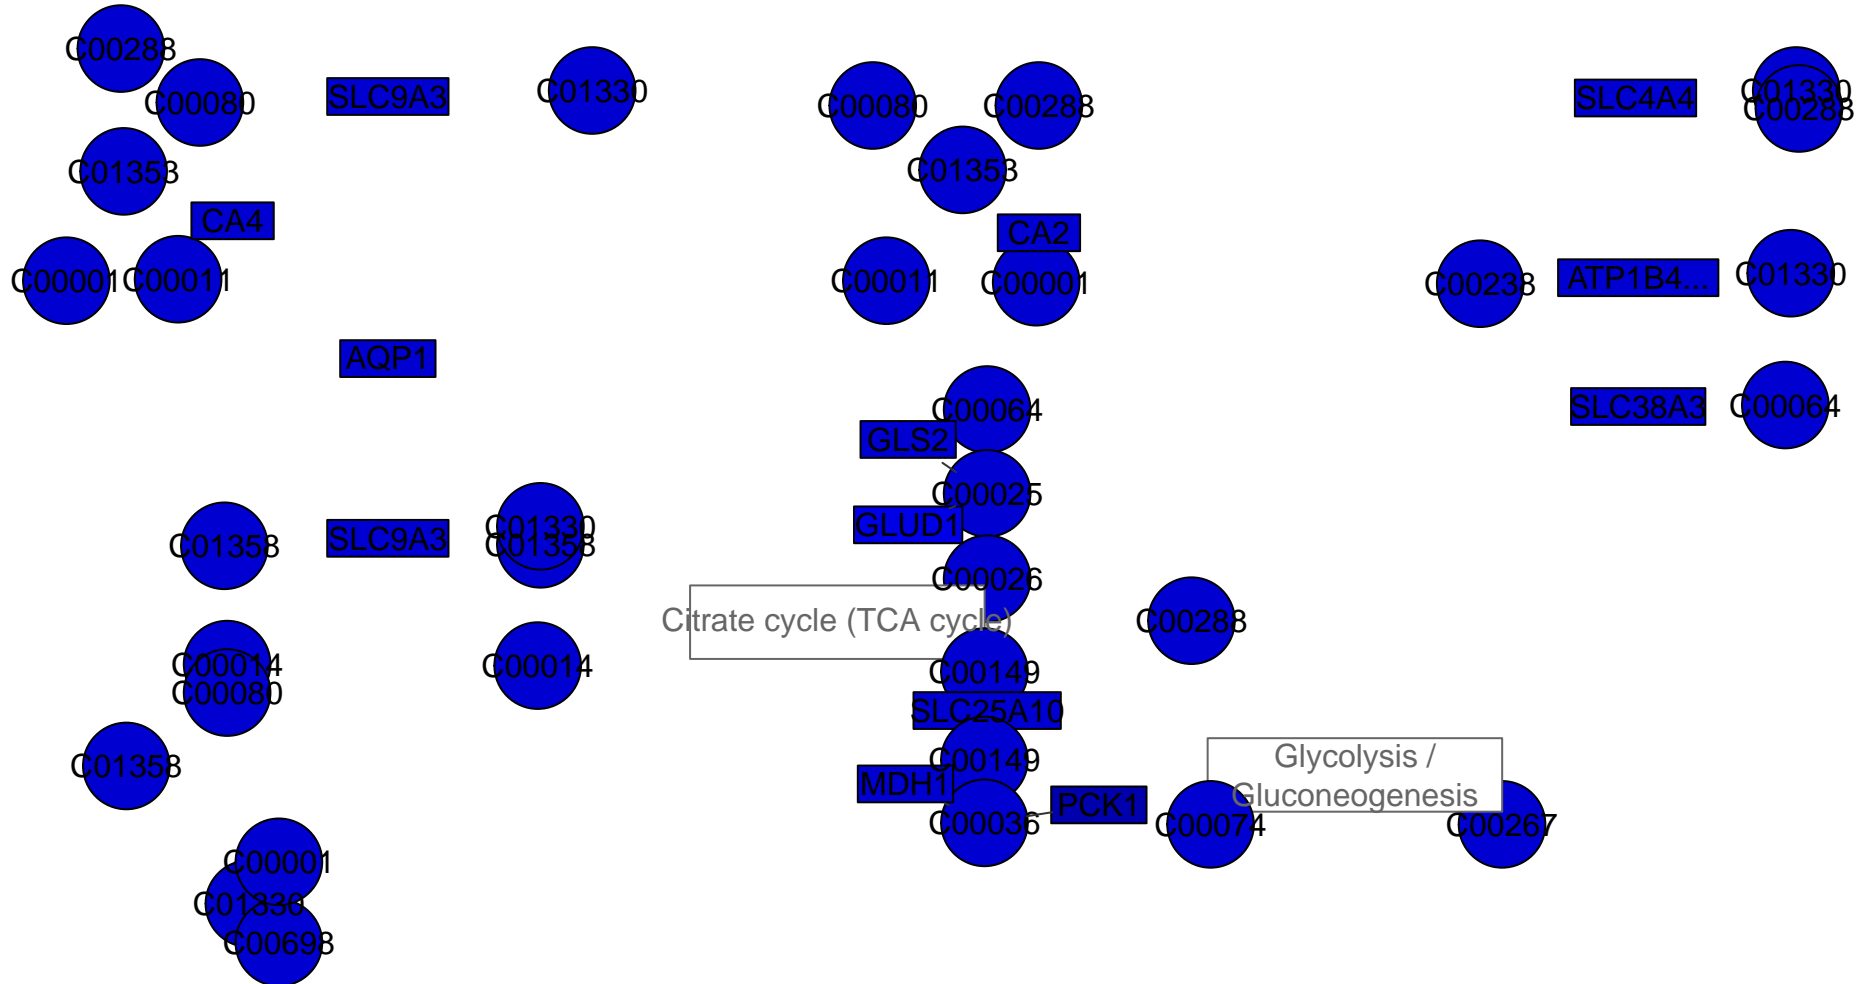 C00288
C00080
SLC9A3
C01330
C00080
C00288
SLC4A4
C01330
C00288
C01353
C01353
CA4
CA2
C00001
C00011
C00011
C00001
C00238
ATP1B4...
C01330
AQP1
C00064
SLC38A3
C00064
GLS2
C00025
GLUD1
C01358
SLC9A3
C01330
C01358
C00026
Citrate cycle (TCA cycle)
C00288
C00014
C00080
C00014
C00149
SLC25A10
C01358
C00149
MDH1
Glycolysis /
Gluconeogenesis
C00036
PCK1
C00074
C00267
C00001
C01330
C00698